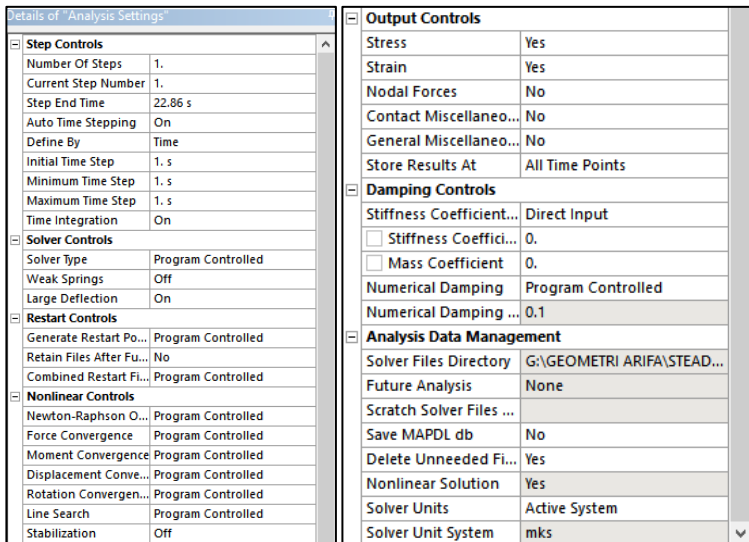 Details of "Analysis Settings"
Step Controls
Number Of Steps 1.
Current Step Number 1.
Step End Time 22.86 s
Auto Time Stepping On
Define By Time
Initial Time Step 1. s
Minimum Time Step 1. s
Maximum Time Step 1. s
Time Integration On
Solver Controls
Solver Type Program Controlled
Weak Springs Off
Large Deflection On
Restart Controls
Generate Restart Po... Program Controlled
Retain Files After Fu... No
Combined Restart Fi... Program Controlled
Nonlinear Controls
Newton-Raphson O... Program Controlled
Force Convergence Program Controlled
Moment Convergence Program Controlled
Displacement Conve... Program Controlled
Rotation Convergen... Program Controlled
Line Search Program Controlled
Stabilization Off
Output Controls
Stress Yes
Strain Yes
Nodal Forces No
Contact Miscellaneo... No
General Miscellaneo... No
Store Results At All Time Points
Damping Controls
Stiffness Coefficient... Direct Input
Stiffness Coeffici... 0.
Mass Coefficient 0.
Numerical Damping Program Controlled
Numerical Damping ... 0.1
Analysis Data Management
Solver Files Directory G:\GEOMETRI ARIFA\STEAD...
Future Analysis None
Scratch Solver Files ...
Save MAPDL db No
Delete Unneeded Fi... Yes
Nonlinear Solution Yes
Solver Units Active System
Solver Unit System mks